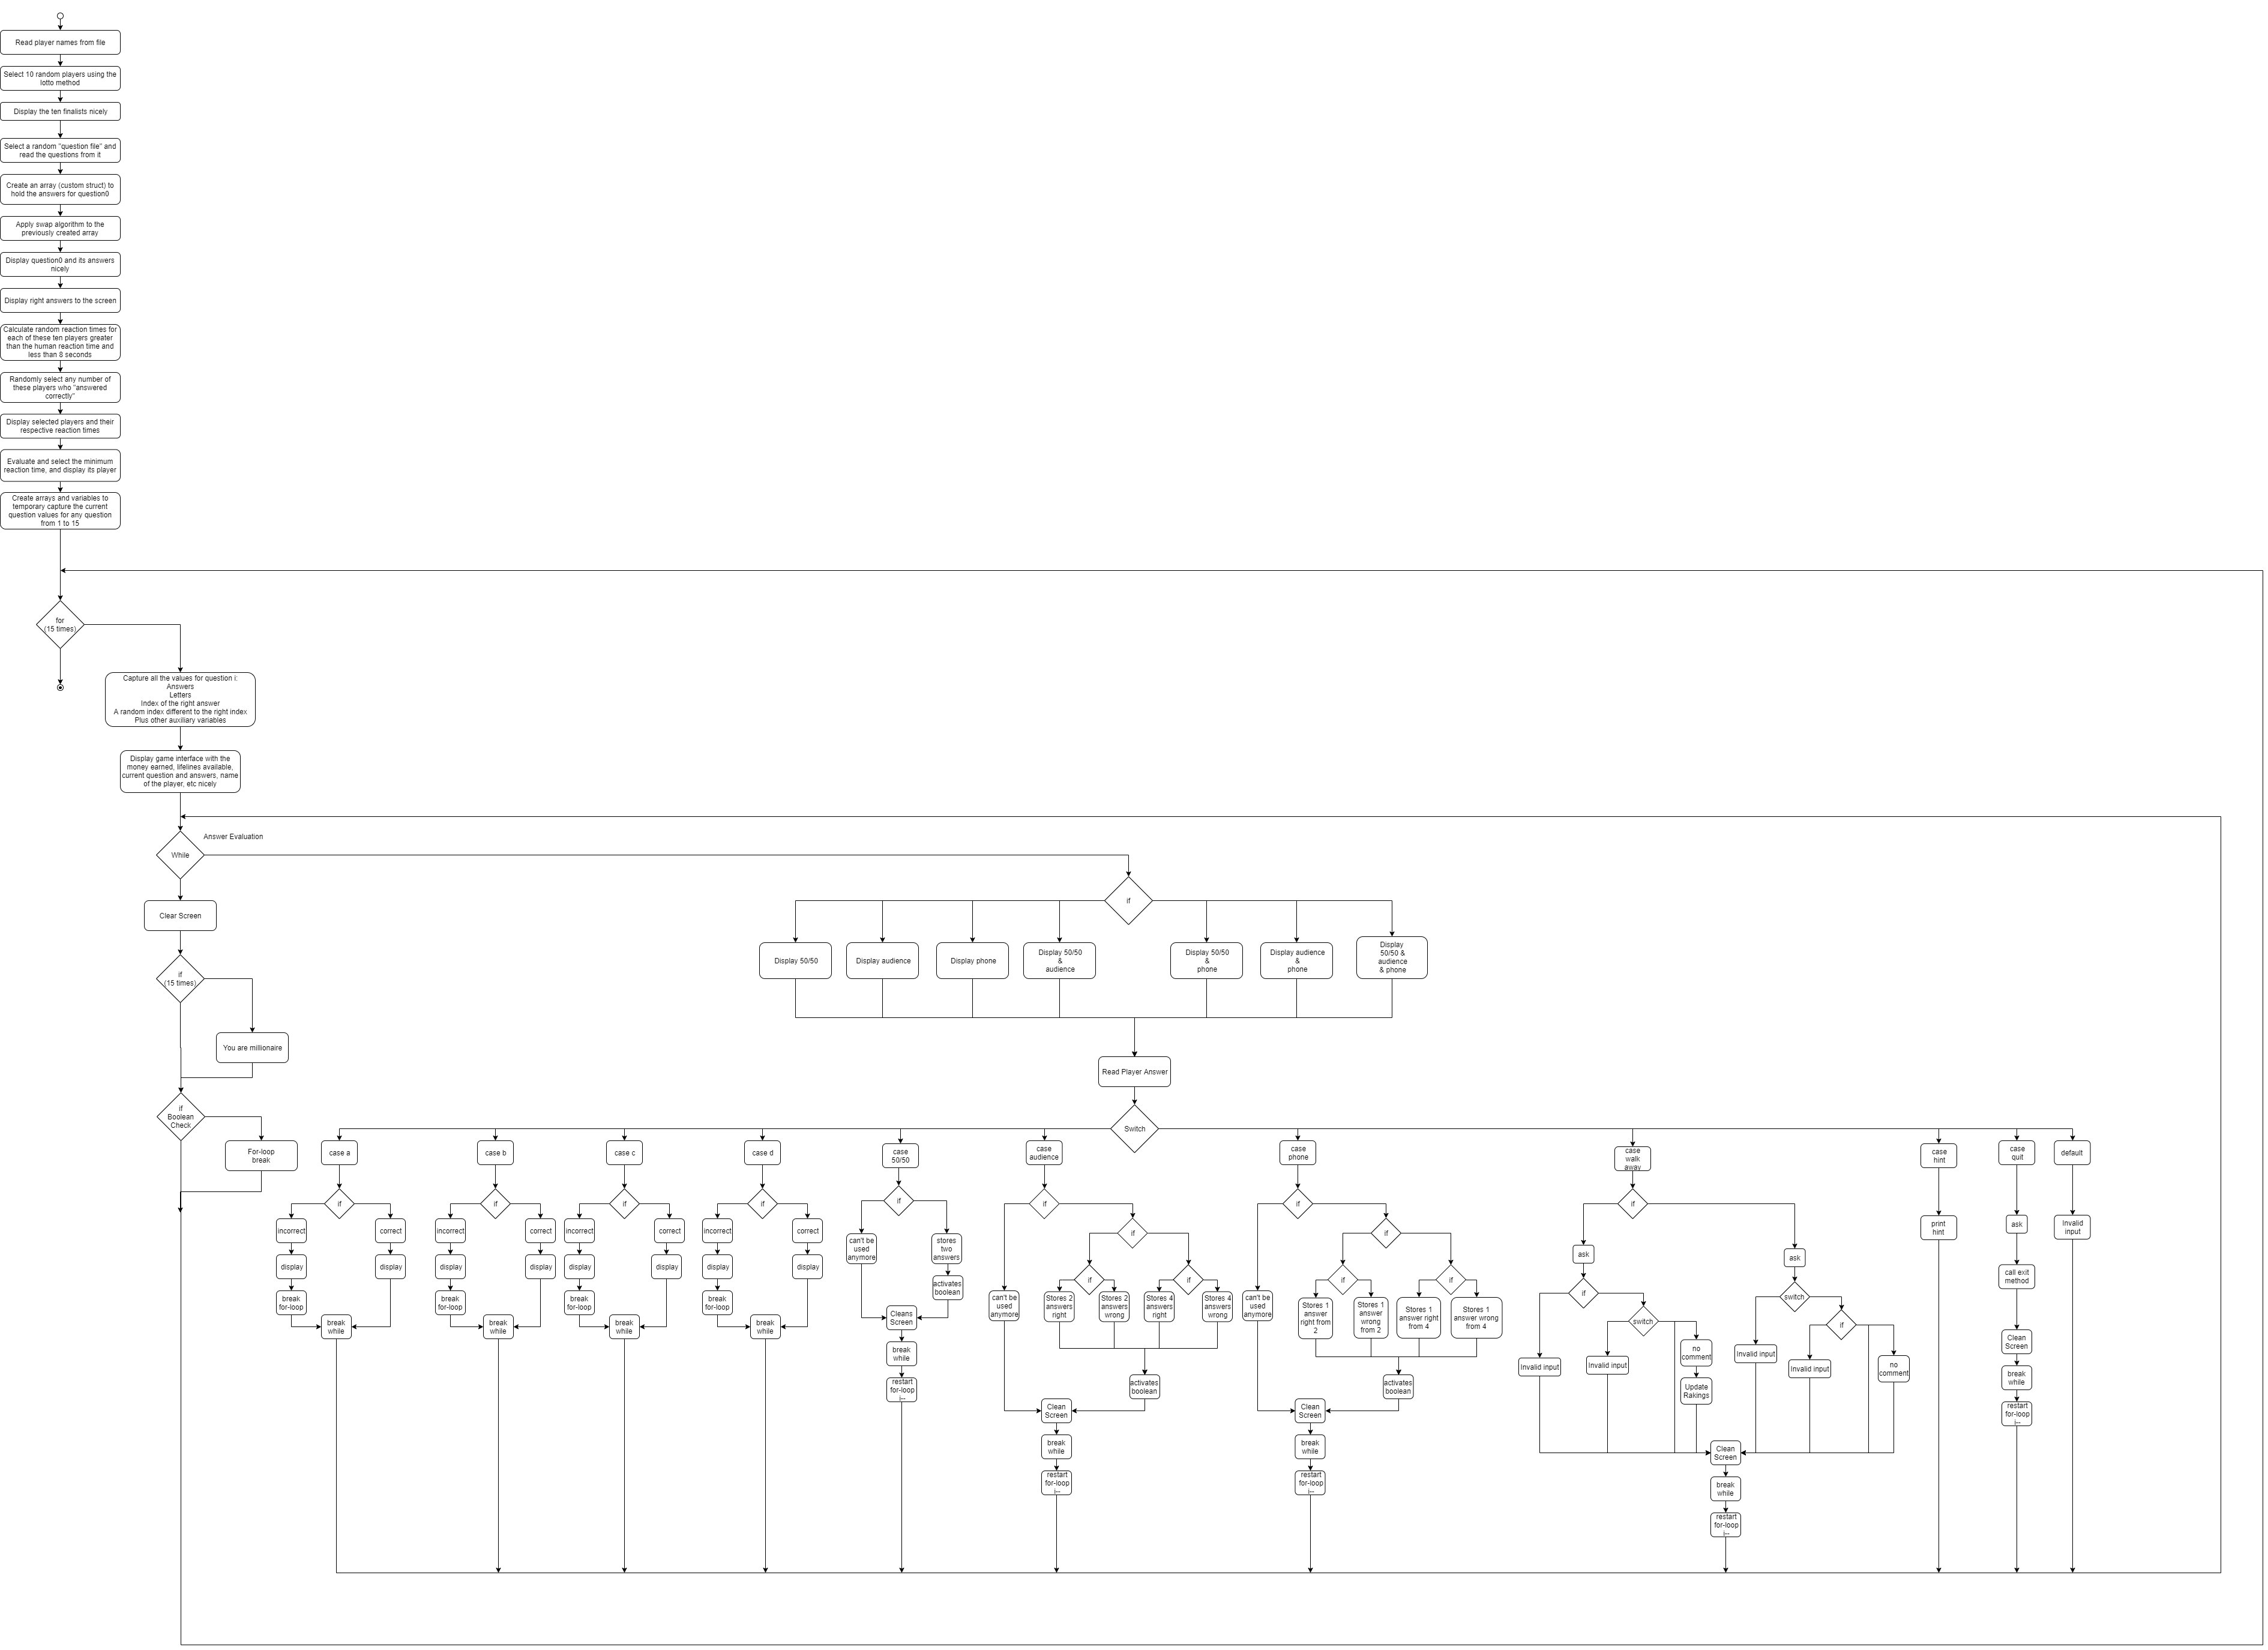 Read player names from file
Select 10 random players using the
lotto method
Display the ten finalists nicely
Select a random "question file" and
read the questions from it
Create an array (custom struct) to
hold the answers for question0
Apply swap algorithm to the
previously created array
Display question0 and its answers
nicely
Display right answers to the screen
Calculate random reaction times for
each of these ten players greater
than the human reaction time and
less than 8 seconds
Randomly select any number of
these players who "answered
correctly"
Display selected players and their
respective reaction times
Evaluate and select the minimum
reaction time, and display its player
Create arrays and variables to
temporary capture the current
question values for any question
from 1 to 15
for
(15 times)
Capture all the values for question i:
Answers
Letters
Index of the right answer
A random index different to the right index
Plus other auxiliary variables
Display game interface with the
money earned, lifelines available,
current question and answers, name
of the player, etc nicely
Answer Evaluation
While
Clear Screen
if
(15 times)
You are millionaire
if
Boolean
Check
For-loop
break
if
Display 50/50
Display audience
Display phone
Display 50/50
&
audience
Display 50/50
&
phone
Display audience
&
phone
Display
50/50 &
audience
& phone
Read Player Answer
Switch
case a
if
incorrect
display
break
for-loop
correct
display
break
while
case b
if
incorrect
display
break
for-loop
correct
display
break
while
case c
if
incorrect
display
break
for-loop
correct
display
break
while
case d
if
incorrect
display
break
for-loop
correct
display
break
while
case
50/50
if
can't be
used
anymore
stores
two
answers
activates
boolean
Cleans
Screen
break
while
restart
for-loop
i--
case
audience
if
can't be
used
anymore
if
if
Stores 2
answers
right
Stores 2
answers
wrong
if
Stores 4
answers
right
Stores 4
answers
wrong
activates
boolean
Clean
Screen
break
while
restart
for-loop
i--
case
phone
if
can't be
used
anymore
if
if
Stores 1
answer
right from
2
Stores 1
answer
wrong
from 2
if
Stores 1
answer right
from 4
Stores 1
answer wrong
from 4
activates
boolean
Clean
Screen
break
while
restart
for-loop
i--
case
walk
away
if
ask
if
Invalid input
switch
Invalid input
no
comment
Update
Rakings
ask
switch
Invalid input
if
Invalid input
no
comment
Clean
Screen
break
while
restart
for-loop
i--
case
hint
print
hint
case
quit
ask
call exit
method
Clean
Screen
break
while
restart
for-loop
i--
default
Invalid
input